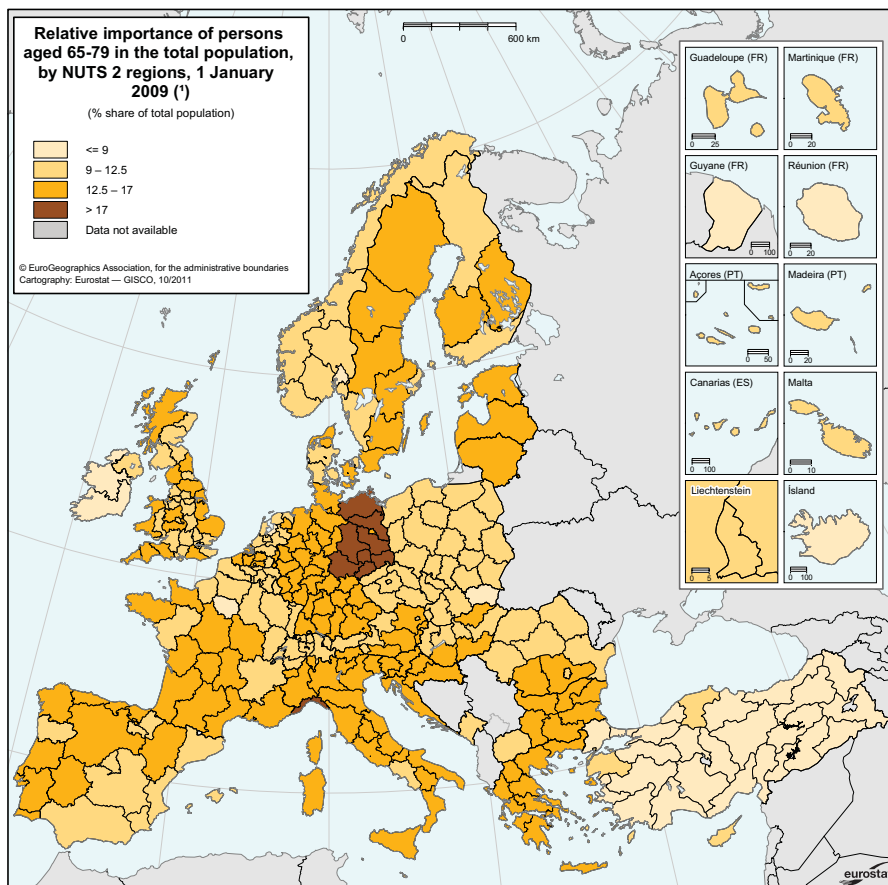 Relative importance of persons
aged 65-79 in the total population,
by NUTS 2 regions, 1 January
2009 (¹)
(% share of total population)
<= 9
9 – 12.5
12.5 – 17
> 17
Data not available
© EuroGeographics Association, for the administrative boundaries
Cartography: Eurostat — GISCO, 10/2011
0 600 km
Guadeloupe (FR)
0 25
Martinique (FR)
0 20
Guyane (FR)
0 100
Réunion (FR)
0 20
Açores (PT)
0 50
Madeira (PT)
0 20
Canarias (ES)
0 100
Malta
0 10
Liechtenstein
0 5
Ísland
0 100
eurostat